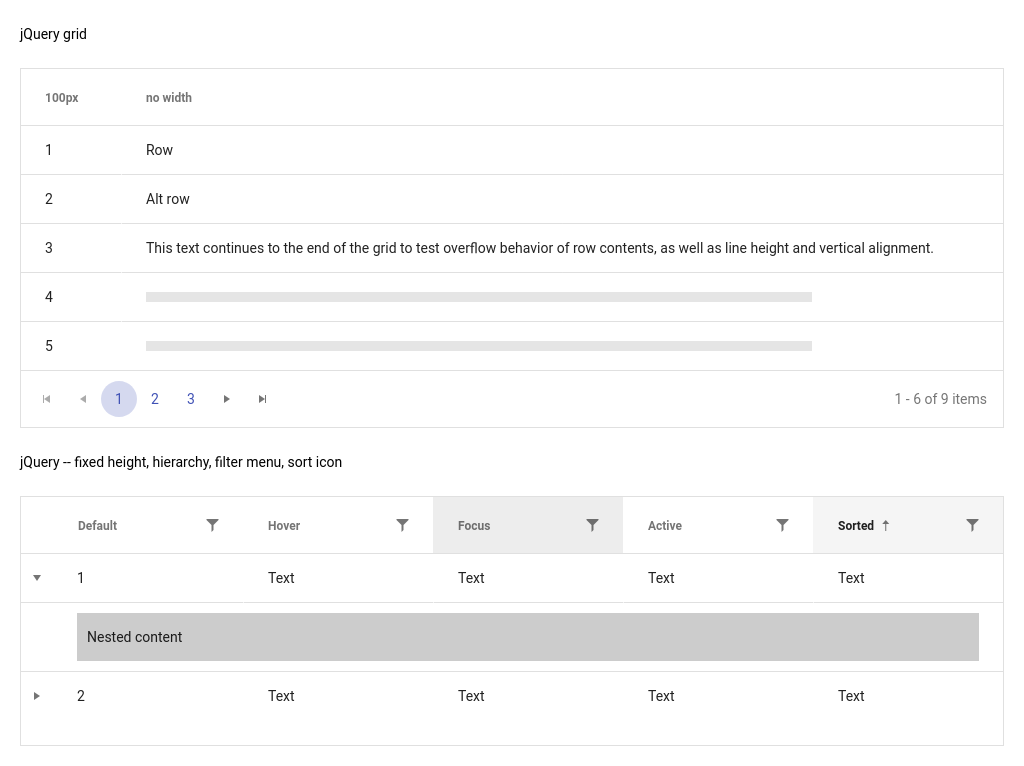 jQuery grid
100px no width
1 Row
2 Alt row
3 This text continues to the end of the grid to test overflow behavior of row contents, as well as line height and vertical alignment.
4
5
1 2 3 1 - 6 of 9 items
jQuery -- fixed height, hierarchy, filter menu, sort icon
Default Hover Focus Active Sorted
1 Text Text Text Text
Nested content
2 Text Text Text Text